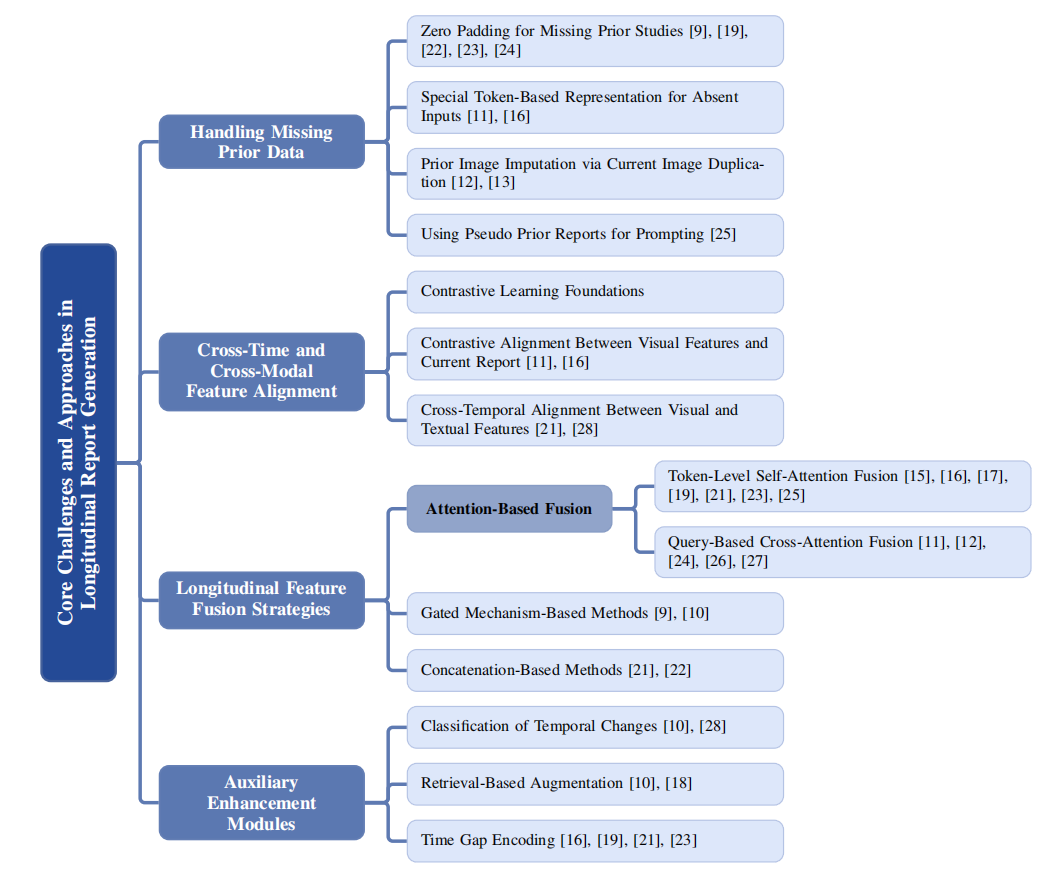 Core Challenges and Approaches in
Longitudinal Report Generation
Handling Missing
Prior Data
Zero Padding for Missing Prior Studies [9], [19],
[22], [23], [24]
Special Token-Based Representation for Absent
Inputs [11], [16]
Prior Image Imputation via Current Image Duplica-
tion [12], [13]
Using Pseudo Prior Reports for Prompting [25]
Cross-Time and
Cross-Modal
Feature Alignment
Contrastive Learning Foundations
Contrastive Alignment Between Visual Features and
Current Report [11], [16]
Cross-Temporal Alignment Between Visual and
Textual Features [21], [28]
Longitudinal Feature
Fusion Strategies
Attention-Based Fusion
Token-Level Self-Attention Fusion [15], [16], [17],
[19], [21], [23], [25]
Query-Based Cross-Attention Fusion [11], [12],
[24], [26], [27]
Gated Mechanism-Based Methods [9], [10]
Concatenation-Based Methods [21], [22]
Auxiliary
Enhancement
Modules
Classification of Temporal Changes [10], [28]
Retrieval-Based Augmentation [10], [18]
Time Gap Encoding [16], [19], [21], [23]